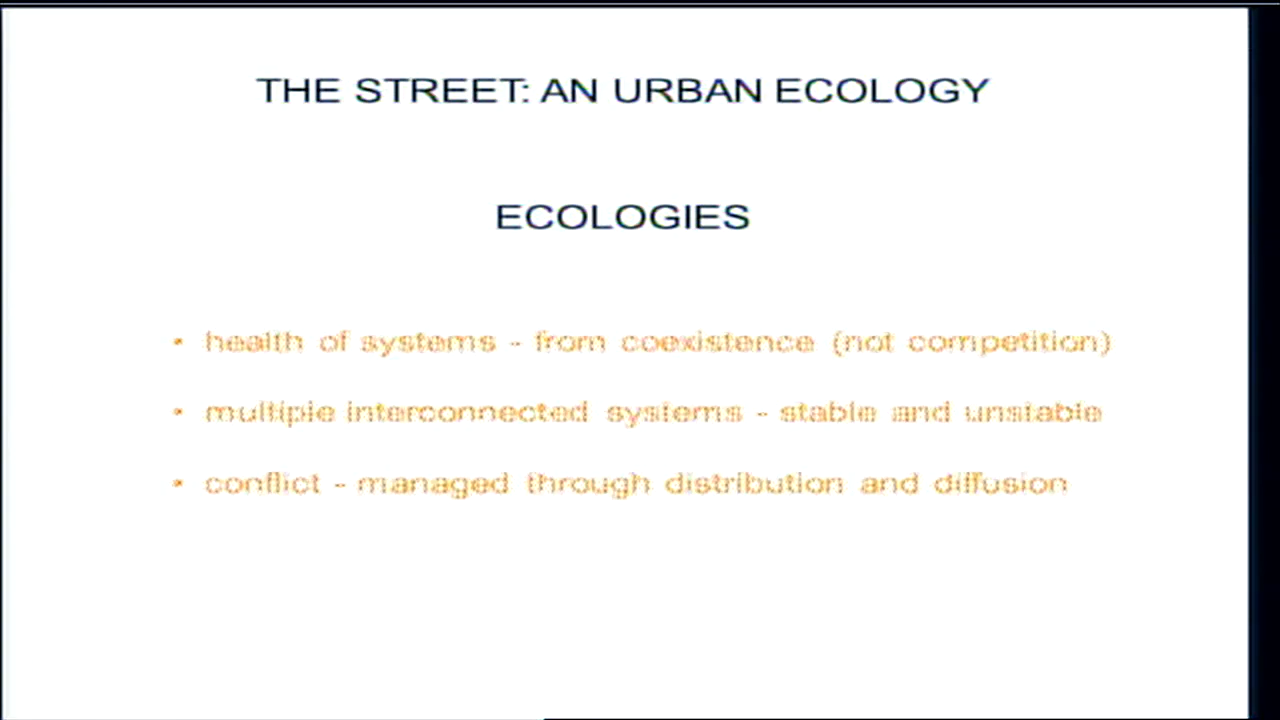 THE STREET: AN URBAN ECOLOGY
ECOLOGIES
• health of systems - from coexistence (not competition)
• multiple interconnected systems - stable and unstable
• conflict - managed through distribution and diffusion